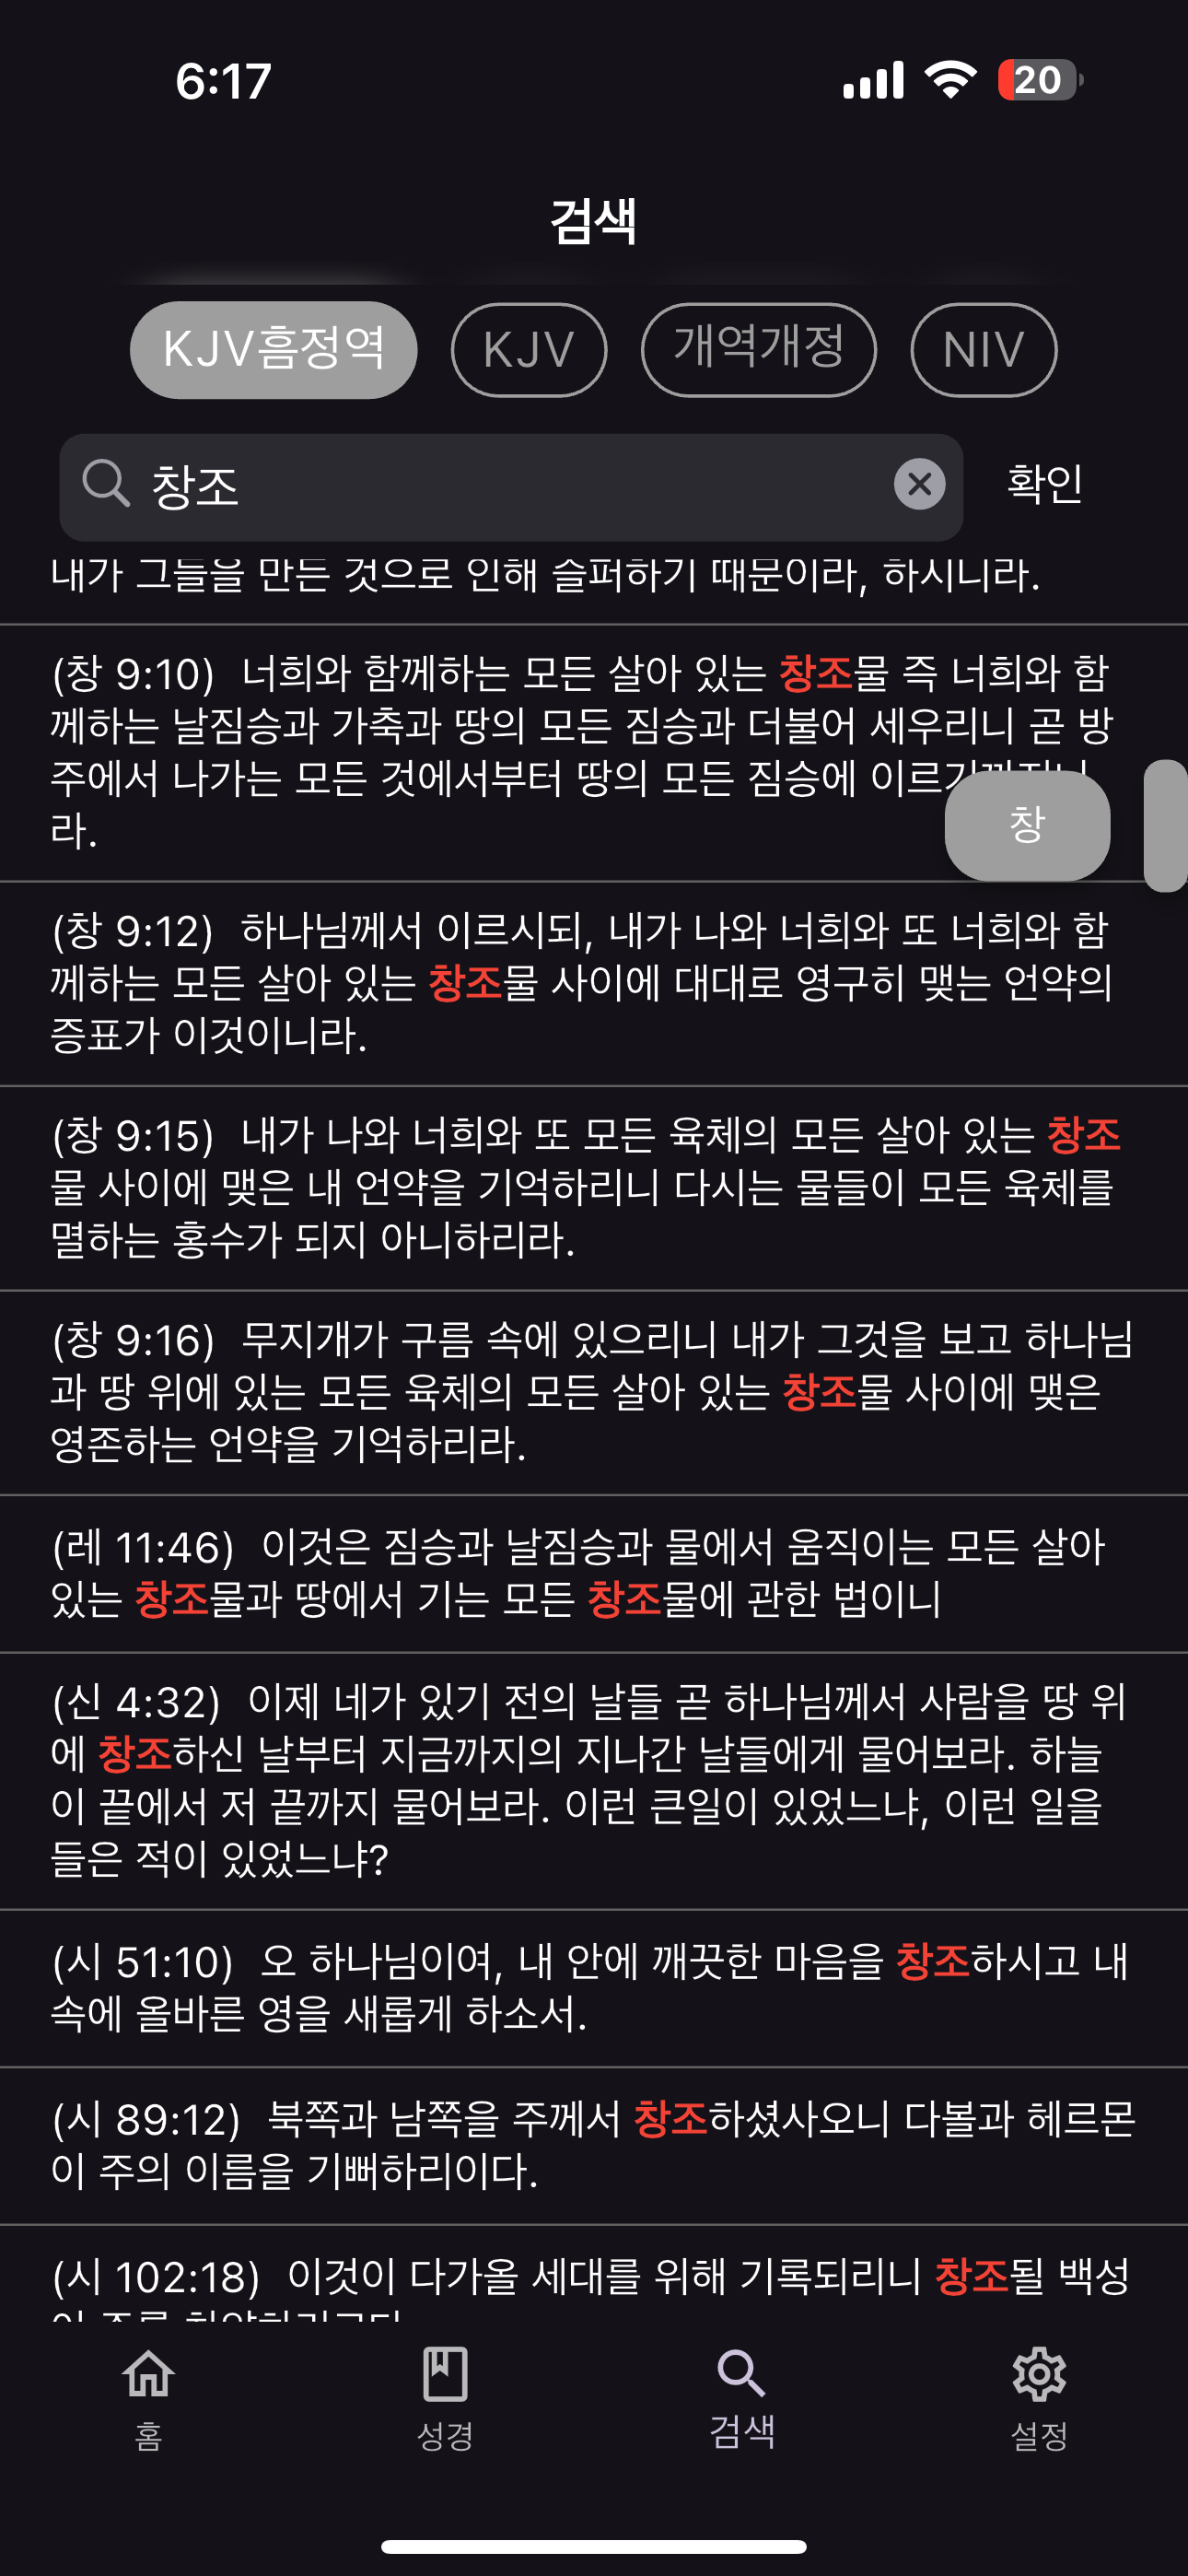 6:17
20
검색
KJV흠정역 KJV 개역개정 NIV
창조 확인
내가 그들을 만든 것으로 인해 슬퍼하기 때문이라, 하시니라.
(창 9:10) 너희와 함께하는 모든 살아 있는 창조물 즉 너희와 함
께하는 날짐승과 가축과 땅의 모든 짐승과 더불어 세우리니 곧 방
주에서 나가는 모든 것에서부터 땅의 모든 짐승에
라.
창
(창 9:12) 하나님께서 이르시되, 내가 나와 너희와 또 너희와 함
께하는 모든 살아 있는 창조물 사이에 대대로 영구히 맺는 언약의
증표가 이것이니라.
(창 9:15) 내가 나와 너희와 또 모든 육체의 모든 살아 있는 창조
물 사이에 맺은 내 언약을 기억하리니 다시는 물들이 모든 육체를
멸하는 홍수가 되지 아니하리라.
(창 9:16) 무지개가 구름 속에 있으리니 내가 그것을 보고 하나님
과 땅 위에 있는 모든 육체의 모든 살아 있는 창조물 사이에 맺은
영존하는 언약을 기억하리라.
(레 11:46) 이것은 짐승과 날짐승과 물에서 움직이는 모든 살아
있는 창조물과 땅에서 기는 모든 창조물에 관한 법이니
(신 4:32) 이제 네가 있기 전의 날들 곧 하나님께서 사람을 땅 위
에 창조하신 날부터 지금까지의 지나간 날들에게 물어보라. 하늘
이 끝에서 저 끝까지 물어보라. 이런 큰일이 있었느냐, 이런 일을
들은 적이 있었느냐?
(시 51:10) 오 하나님이여, 내 안에 깨끗한 마음을 창조하시고 내
속에 올바른 영을 새롭게 하소서.
(시 89:12) 북쪽과 남쪽을 주께서 창조하셨사오니 다볼과 헤르몬
이 주의 이름을 기뻐하리이다.
(시 102:18) 이것이 다가올 세대를 위해 기록되리니 창조될 백성
홈 성경 검색 설정